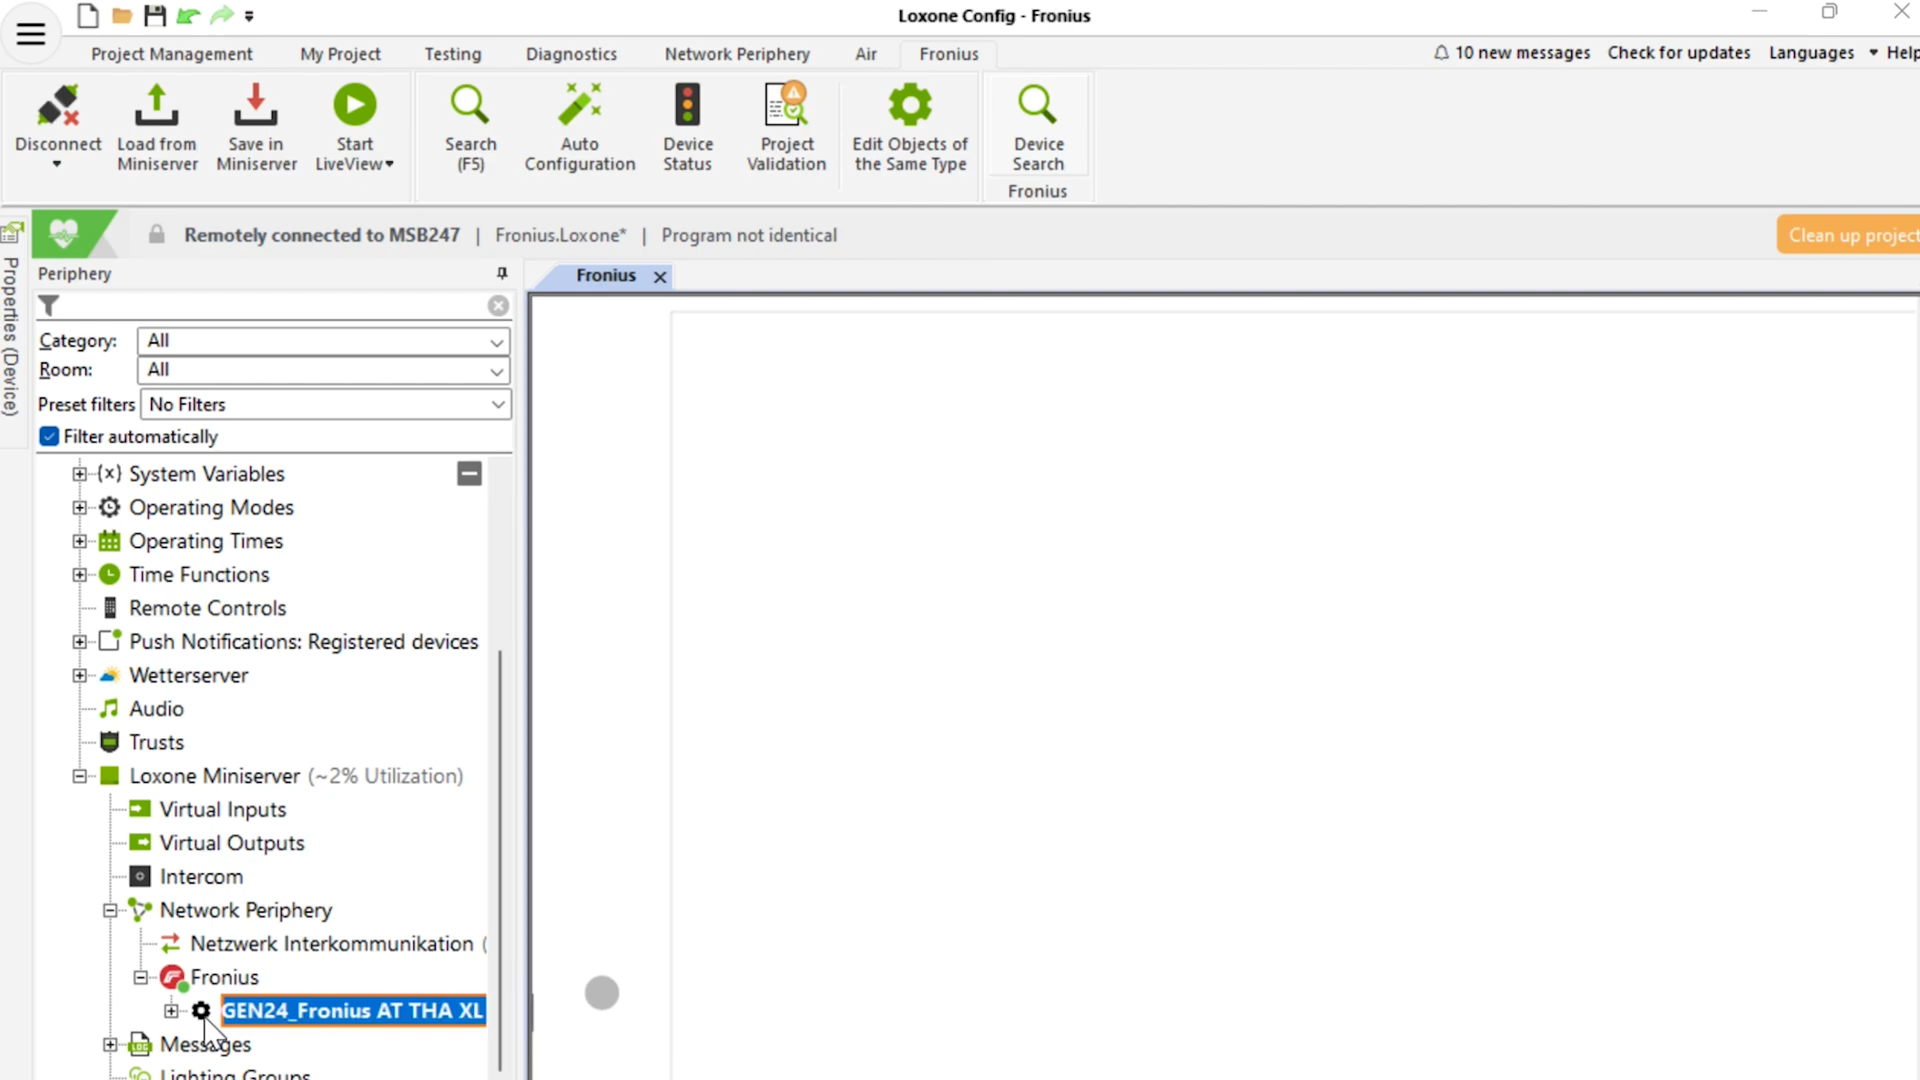 Loxone Config - Fronius
Project Management My Project Testing Diagnostics Network Periphery Air Fronius 10 new messages Check for updates Languages Help
Disconnect Load from Miniserver Save in Miniserver Start LiveView Search (F5) Auto Configuration Device Status Project Validation Edit Objects of the Same Type Device Search
Fronius
Remotely connected to MSB247 | Fronius.Loxone* | Program not identical Clean up project
Properties (Device)
Periphery
Fronius
Category: All
Room: All
Preset filters No Filters
Filter automatically
(x) System Variables
Operating Modes
Operating Times
Time Functions
Remote Controls
Push Notifications: Registered devices
Wetterserver
Audio
Trusts
Loxone Miniserver (~2% Utilization)
Virtual Inputs
Virtual Outputs
Intercom
Network Periphery
Netzwerk Interkommunikation (
Fronius
GEN24_Fronius AT THA XL
LOG Messages
Lighting Groups